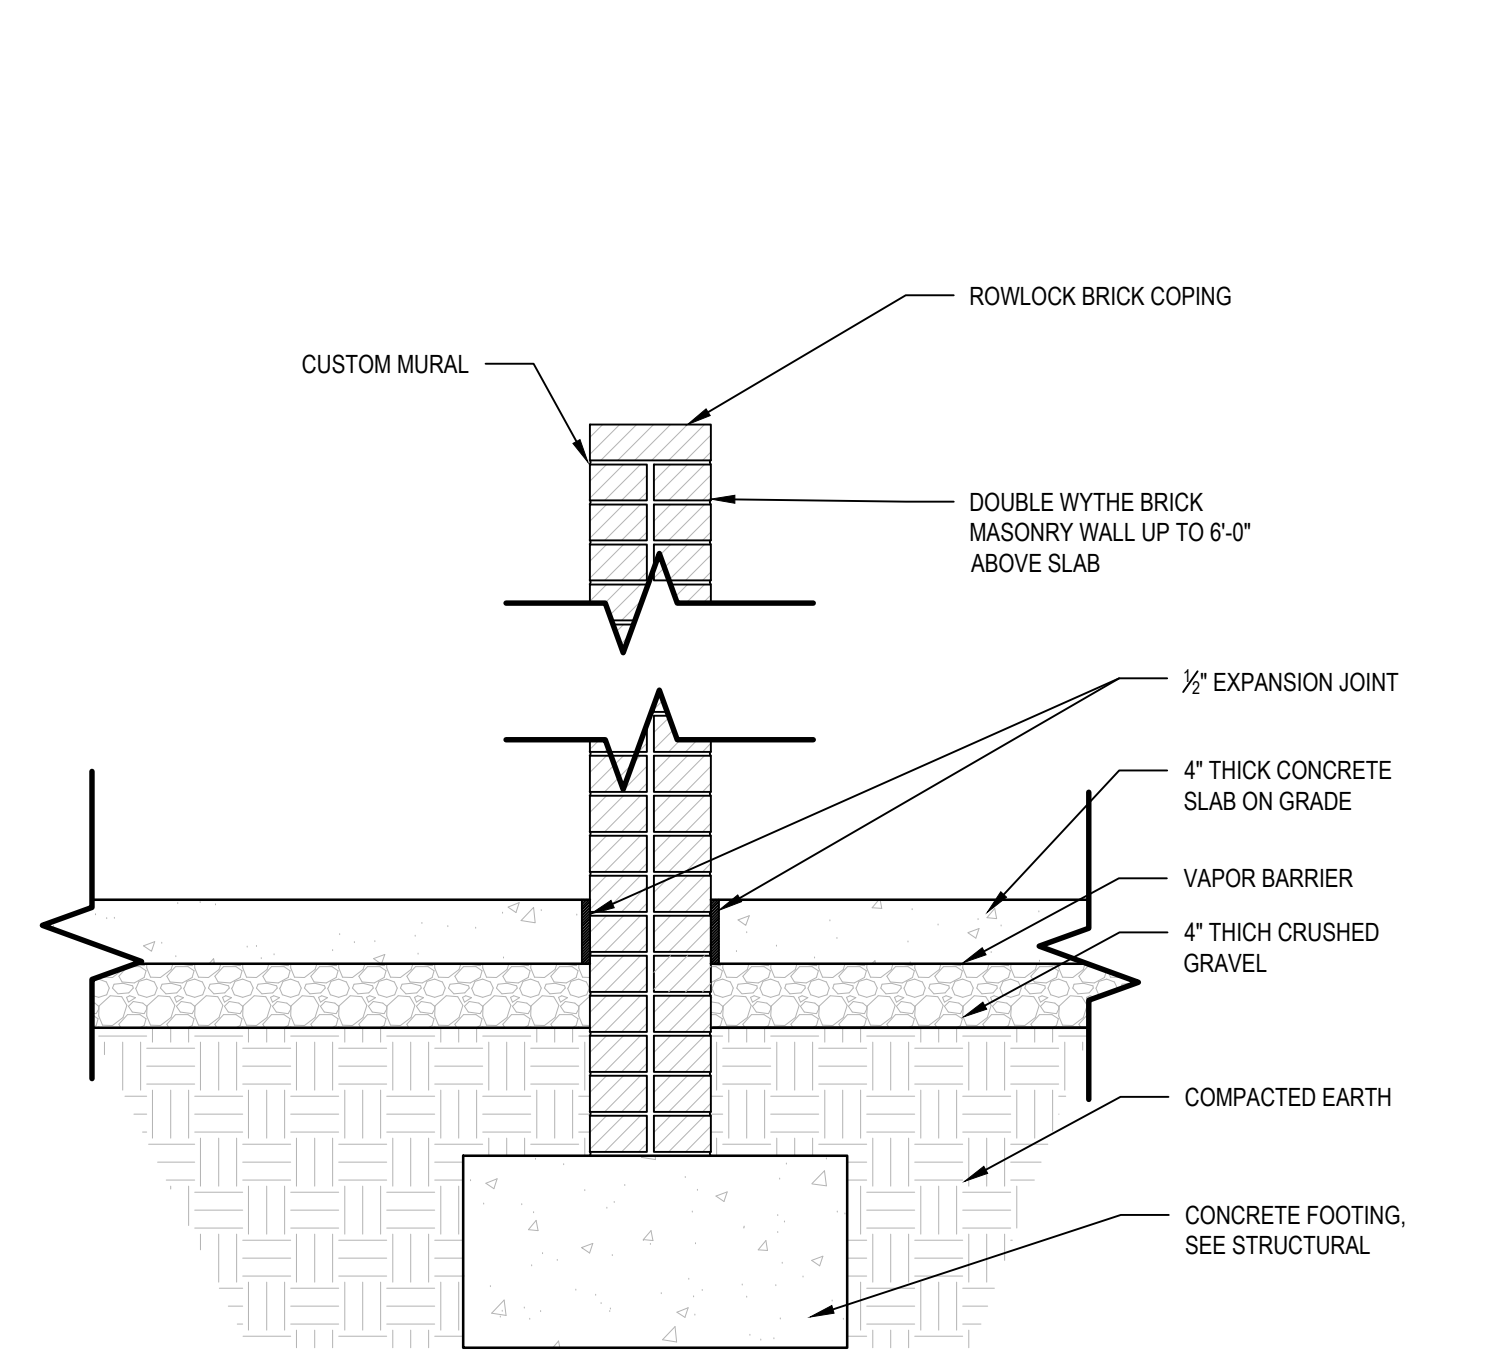 ROWLOCK BRICK COPING
CUSTOM MURAL
DOUBLE WYTHE BRICK
MASONRY WALL UP TO 6'-0"
ABOVE SLAB
½" EXPANSION JOINT
4" THICK CONCRETE
SLAB ON GRADE
VAPOR BARRIER
4" THICH CRUSHED
GRAVEL
COMPACTED EARTH
CONCRETE FOOTING,
SEE STRUCTURAL